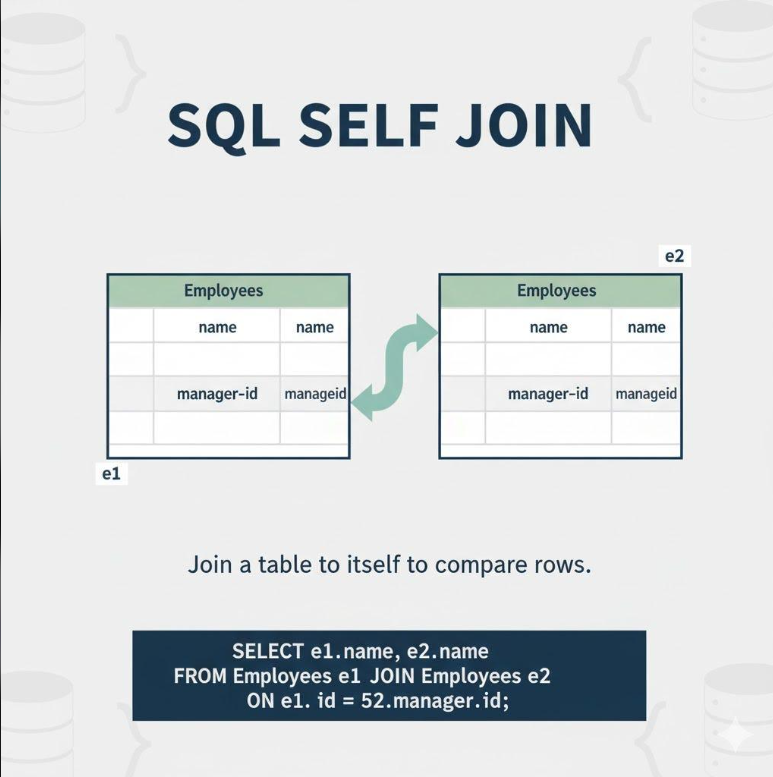 SQL SELF JOIN
e2
Employees
name name
manager-id manageid
e1
Employees
name name
manager-id manageid
Join a table to itself to compare rows.
SELECT e1.name, e2.name
FROM Employees e1 JOIN Employees e2
ON e1. id = 52.manager.id;